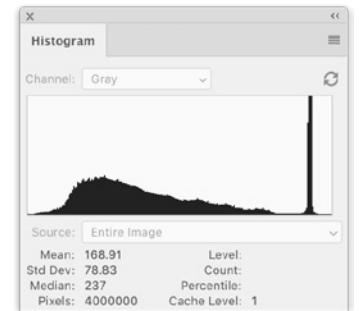 x
Histogram
Channel: Gray
Source: Entire Image
Mean: 168.91 Level:
Std Dev: 78.83 Count:
Median: 237 Percentile:
Pixels: 4000000 Cache Level: 1